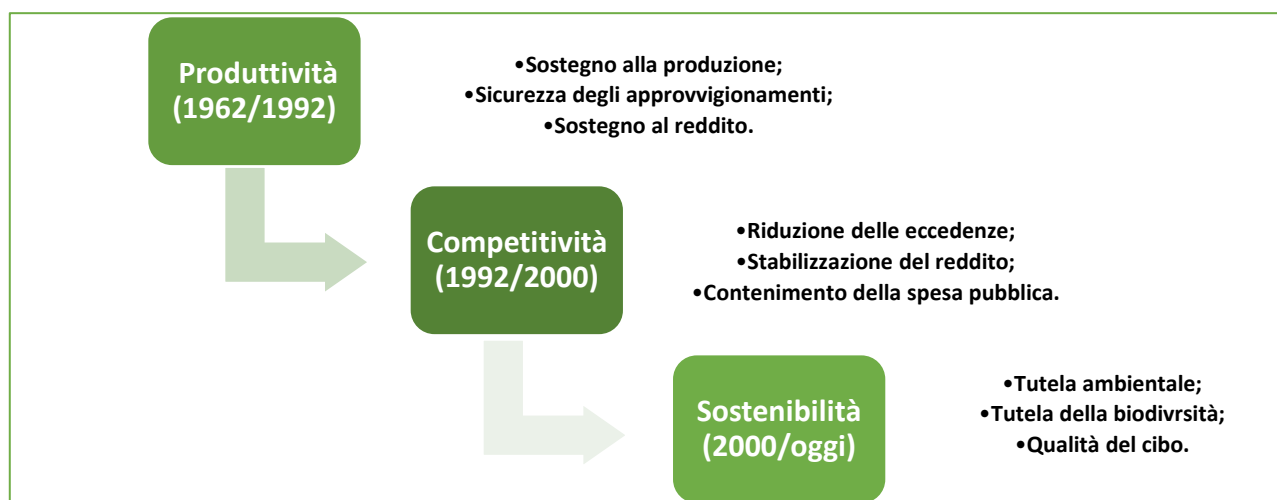 Produttività
(1962/1992)
•Sostegno alla produzione;
•Sicurezza degli approvvigionamenti;
•Sostegno al reddito.
Competitività
(1992/2000)
•Riduzione delle eccedenze;
•Stabilizzazione del reddito;
•Contenimento della spesa pubblica.
Sostenibilità
(2000/oggi)
•Tutela ambientale;
•Tutela della biodivrsità;
•Qualità del cibo.